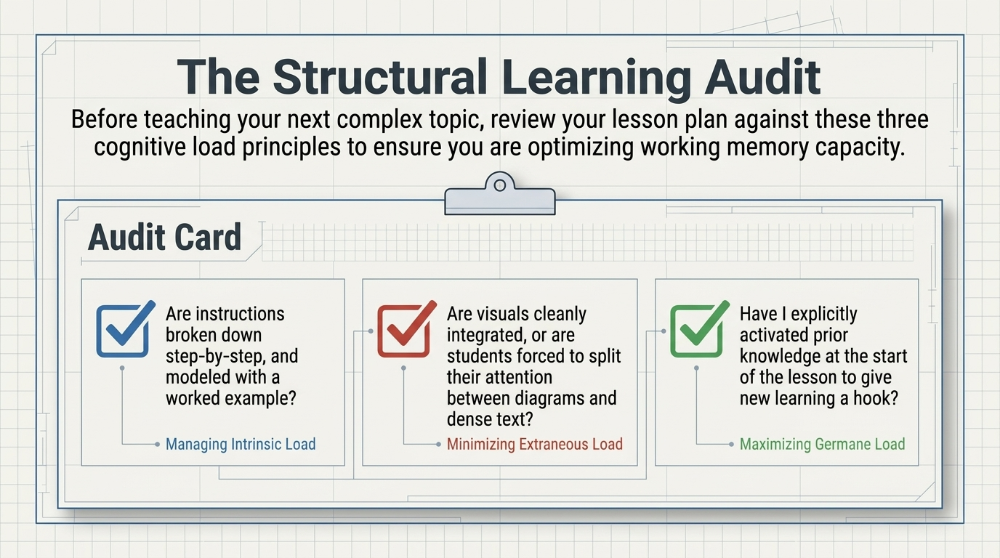 The Structural Learning Audit
Before teaching your next complex topic, review your lesson plan against these three
cognitive load principles to ensure you are optimizing working memory capacity.
Audit Card
Are instructions
broken down
step-by-step, and
modeled with a
worked example?
Managing Intrinsic Load
Are visuals cleanly
integrated, or are
students forced to split
their attention
between diagrams and
dense text?
Minimizing Extraneous Load
Have I explicitly
activated prior
knowledge at the start
of the lesson to give
new learning a hook?
Maximizing Germane Load